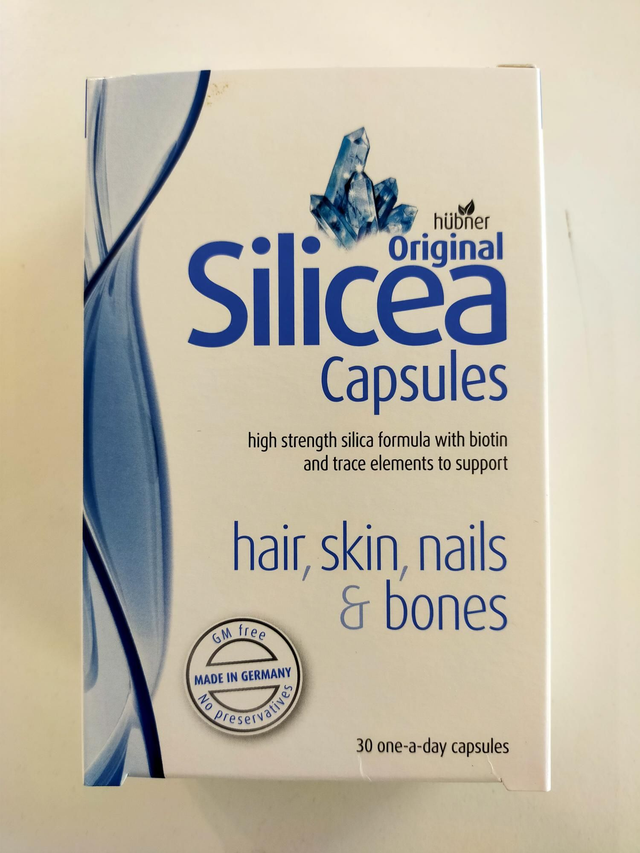 hübner
Original
Silicea
Capsules
high strength silica formula with biotin
and trace elements to support
hair, skin, nails
& bones
GM free
MADE IN GERMANY
No preservatives
30 one-a-day capsules